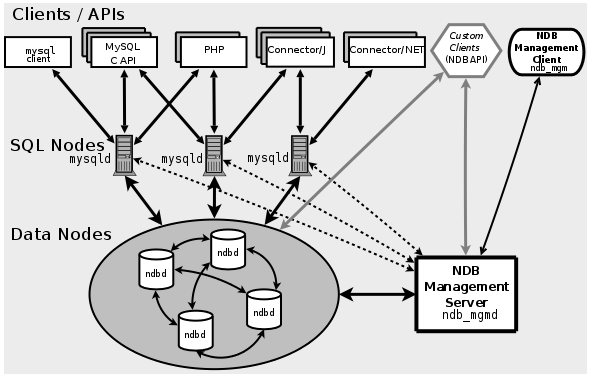 Clients / APIs
mysql
client
MySQL
C API
PHP
Connector/J
Connector/NET
Custom
Clients
(NDBAPI)
NDB
Management
Client
ndb_mgm
SQL Nodes
mysqld
mysqld
mysqld
Data Nodes
ndbd
ndbd
ndbd
ndbd
NDB
Management
Server
ndb_mgmd